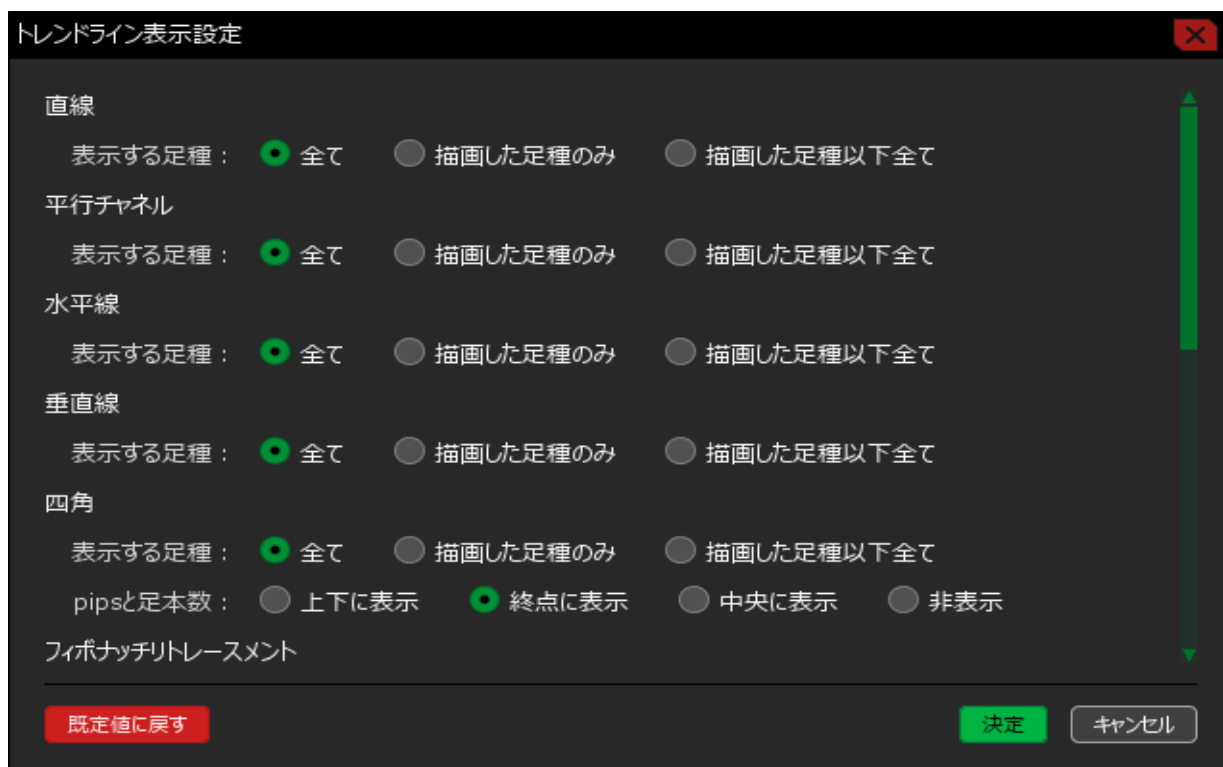 トレンドライン表示設定
直線
表示する足種： 全て 描画した足種のみ 描画した足種以下全て
平行チャネル
表示する足種： 全て 描画した足種のみ 描画した足種以下全て
水平線
表示する足種： 全て 描画した足種のみ 描画した足種以下全て
垂直線
表示する足種： 全て 描画した足種のみ 描画した足種以下全て
四角
表示する足種： 全て 描画した足種のみ 描画した足種以下全て
pipsと足本数： 上下に表示 終点に表示 中央に表示 非表示
フィボナッチリトレースメント
既定値に戻す 決定 キャンセル